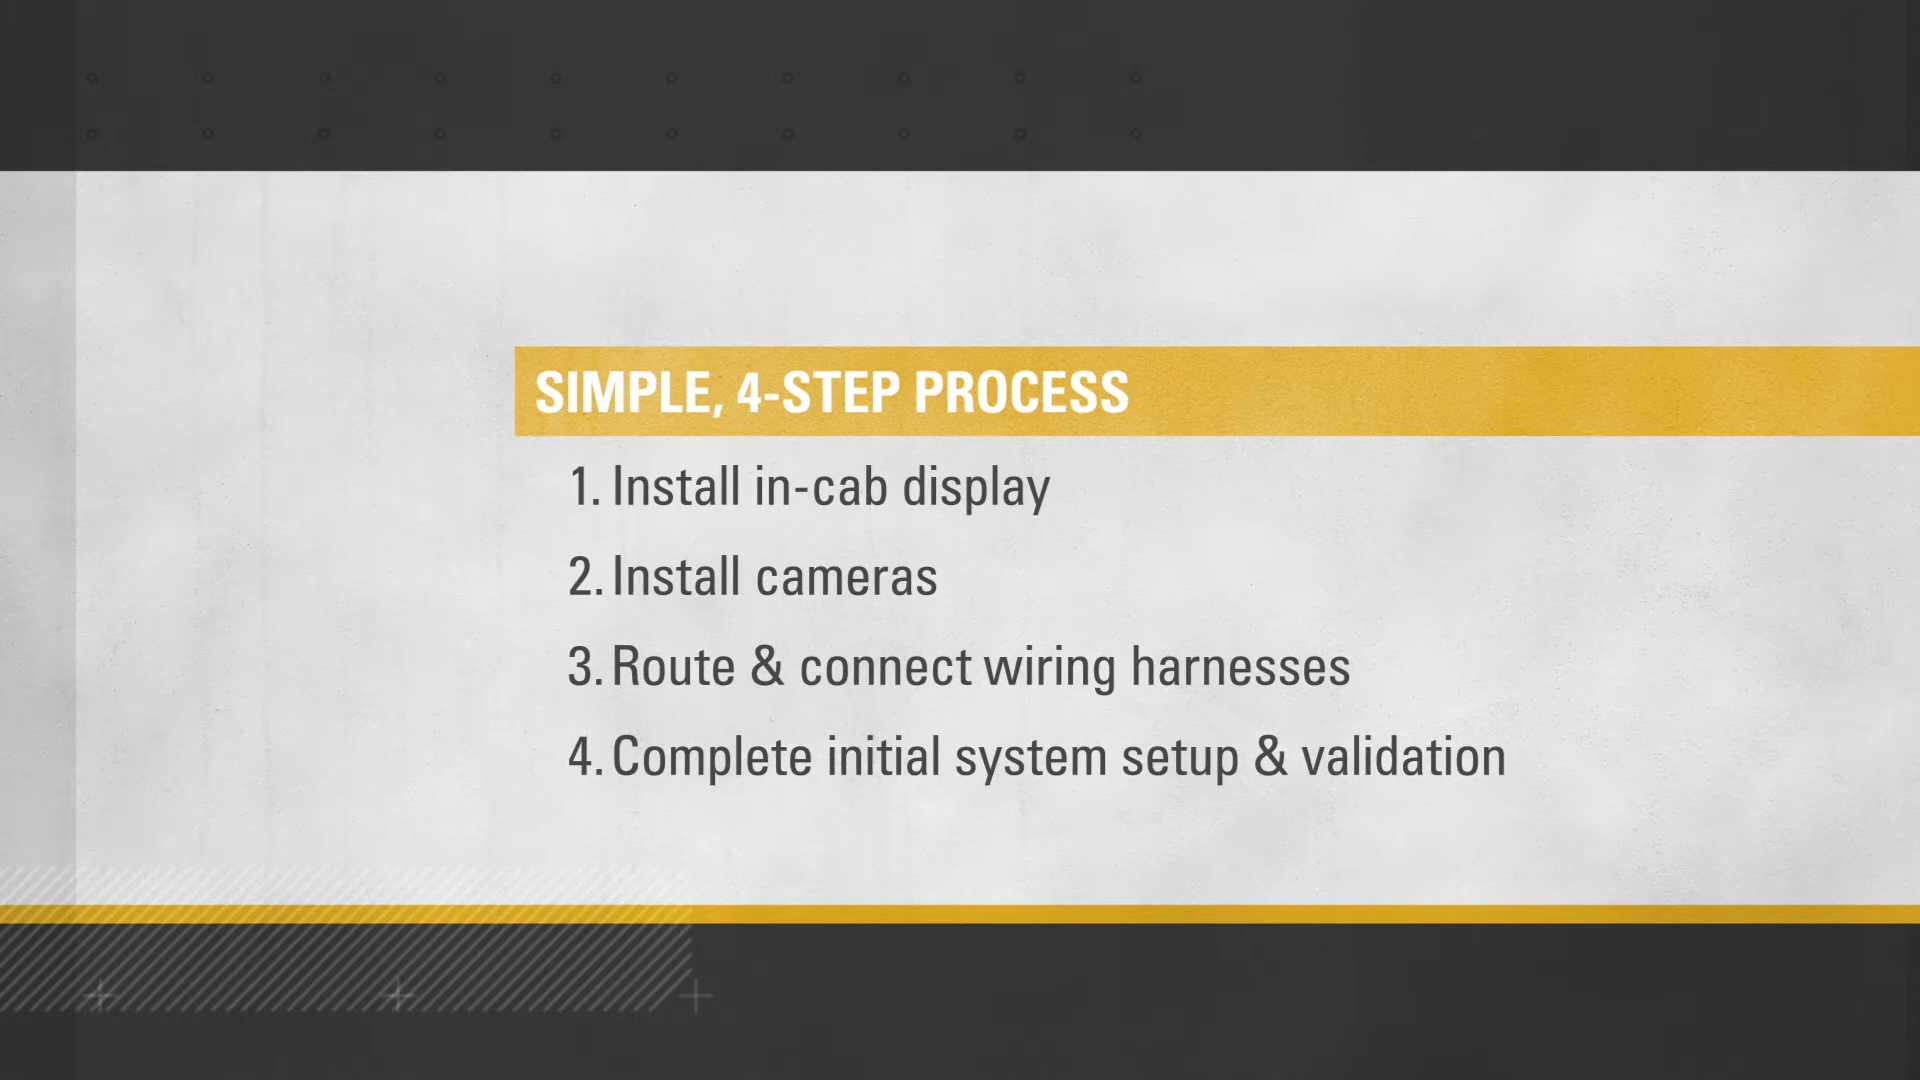 SIMPLE, 4-STEP PROCESS
1. Install in-cab display
2. Install cameras
3. Route & connect wiring harnesses
4. Complete initial system setup & validation